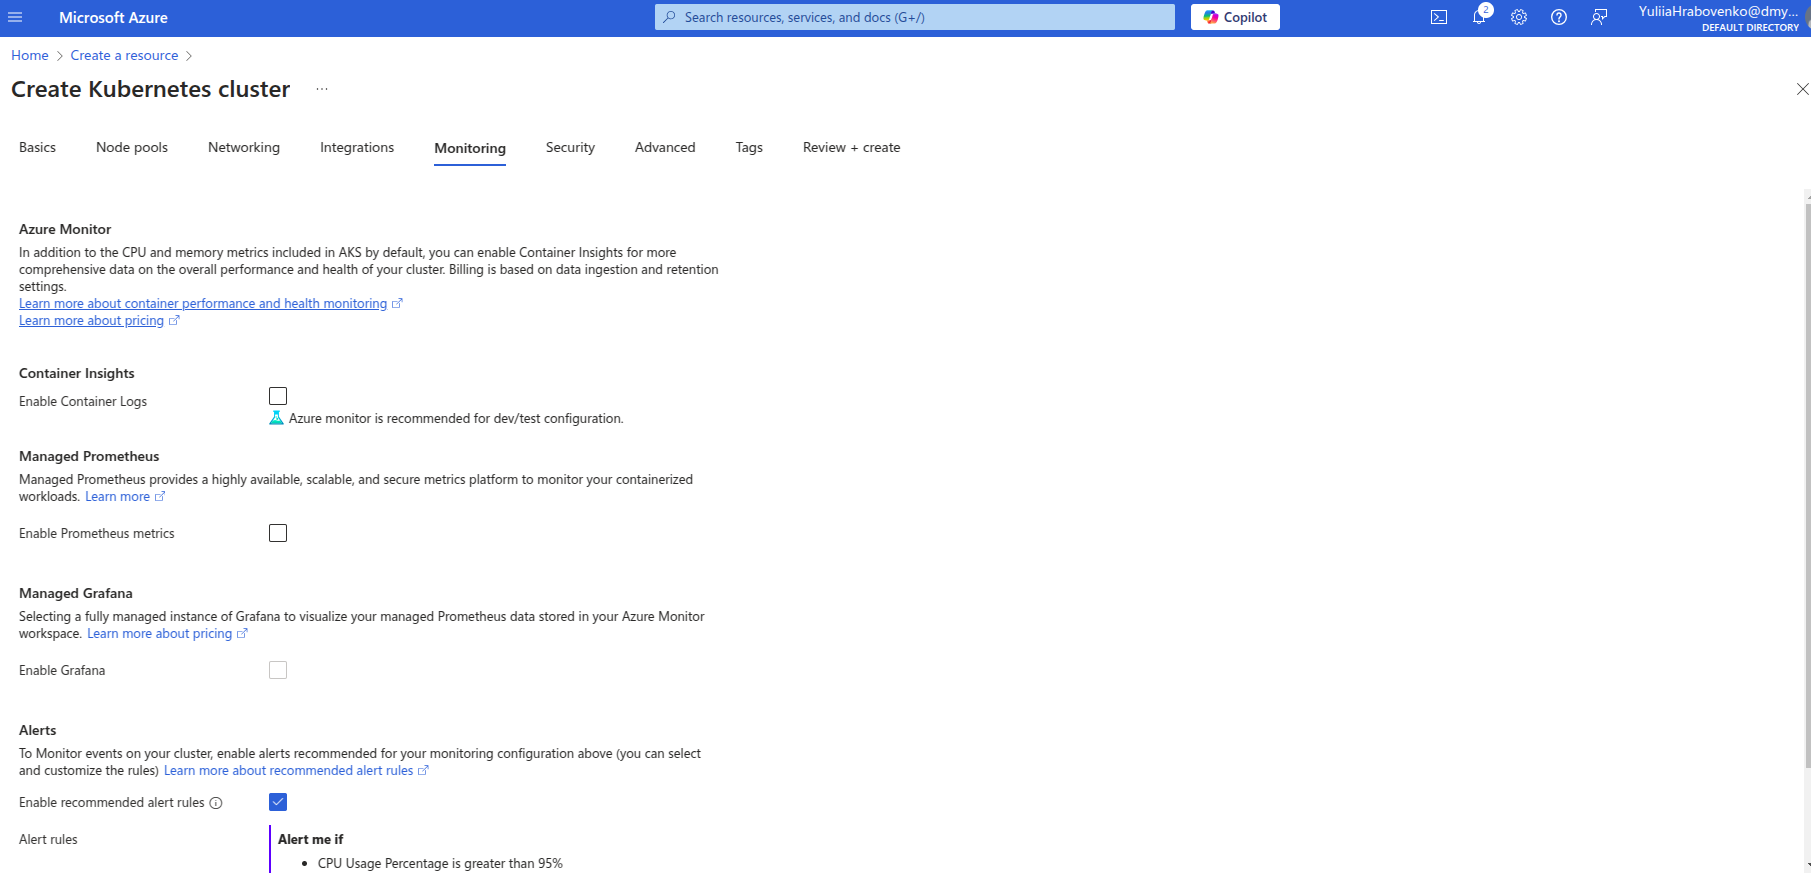 Microsoft Azure
Search resources, services, and docs (G+/)
Copilot
2
YuliiaHrabovenko@dmy...
DEFAULT DIRECTORY
Home > Create a resource >
Create Kubernetes cluster ...
Basics Node pools Networking Integrations Monitoring Security Advanced Tags Review + create
Azure Monitor
In addition to the CPU and memory metrics included in AKS by default, you can enable Container Insights for more
comprehensive data on the overall performance and health of your cluster. Billing is based on data ingestion and retention
settings.
Learn more about container performance and health monitoring
Learn more about pricing
Container Insights
Enable Container Logs
Azure monitor is recommended for dev/test configuration.
Managed Prometheus
Managed Prometheus provides a highly available, scalable, and secure metrics platform to monitor your containerized
workloads. Learn more
Enable Prometheus metrics
Managed Grafana
Selecting a fully managed instance of Grafana to visualize your managed Prometheus data stored in your Azure Monitor
workspace. Learn more about pricing
Enable Grafana
Alerts
To Monitor events on your cluster, enable alerts recommended for your monitoring configuration above (you can select
and customize the rules) Learn more about recommended alert rules
Enable recommended alert rules
Alert rules
Alert me if
• CPU Usage Percentage is greater than 95%